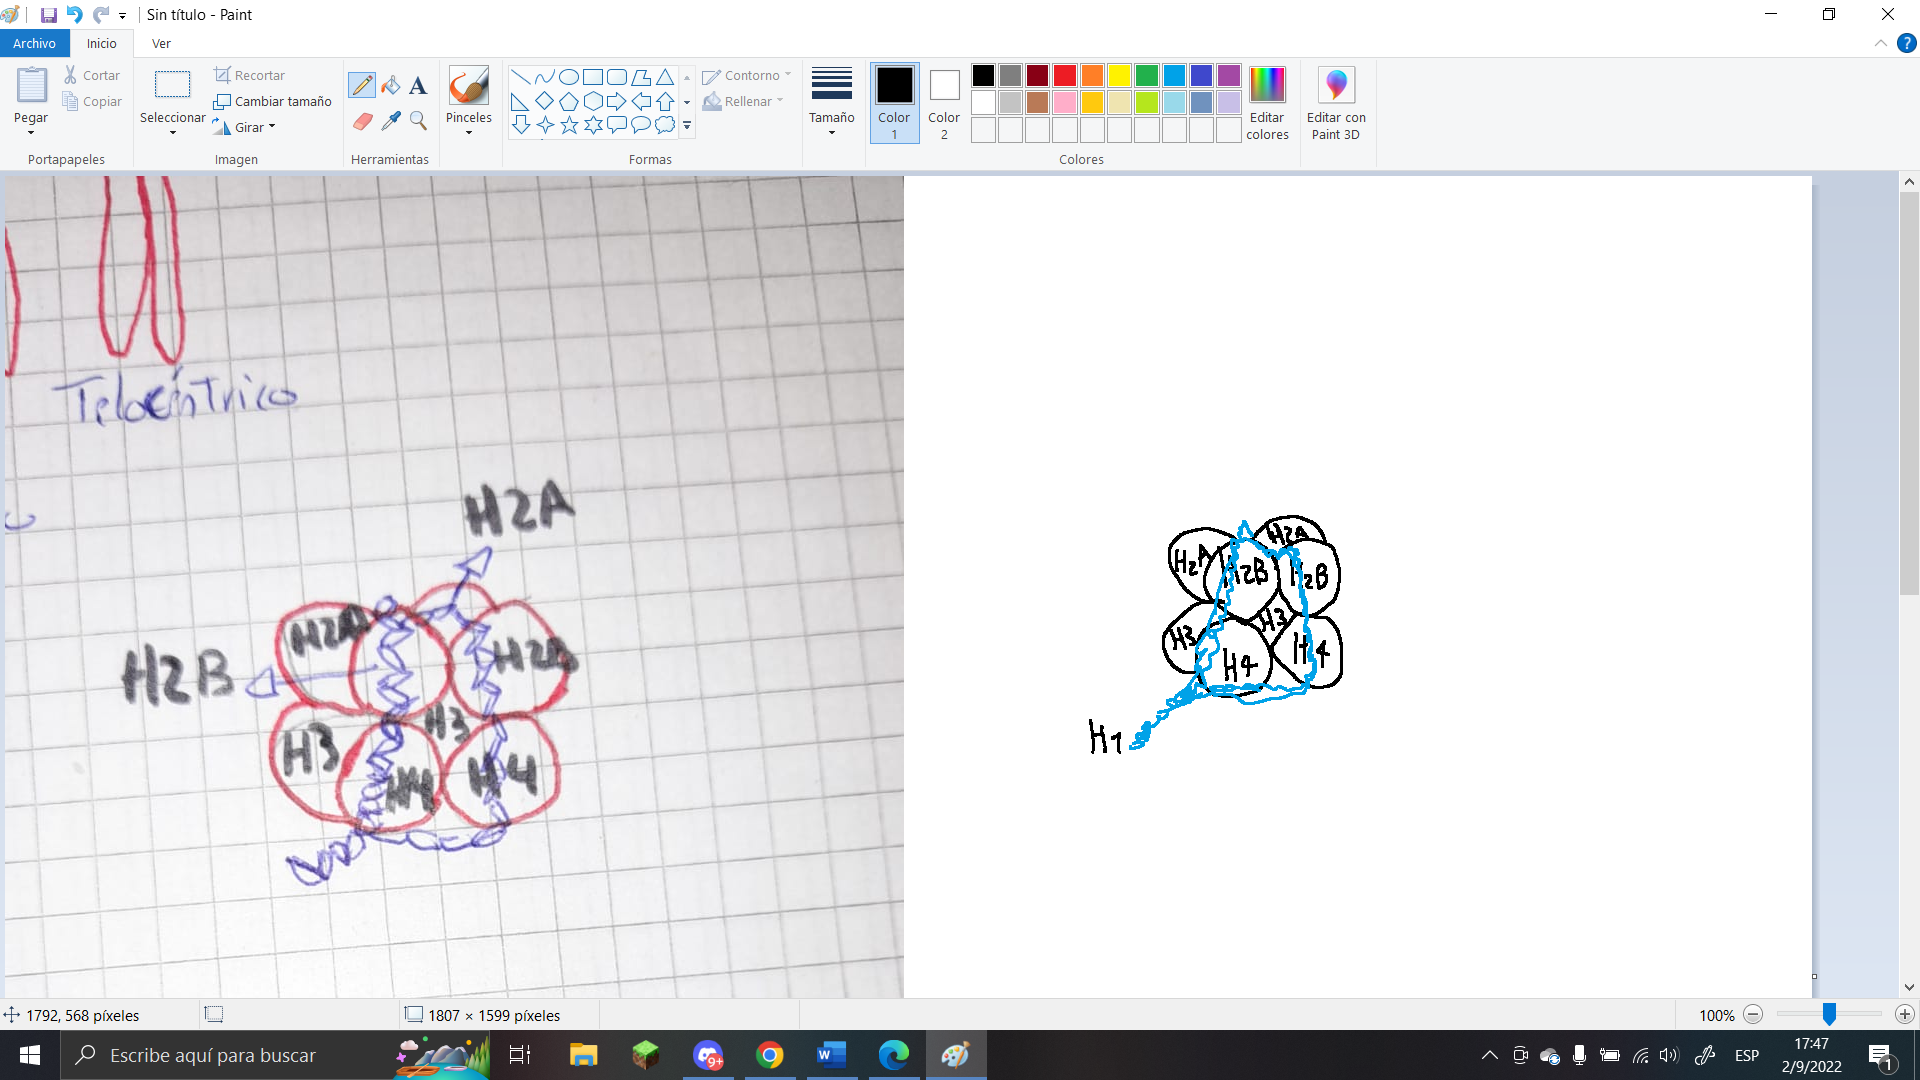 Sin título - Paint
Archivo Inicio Ver
Pegar
Cortar
Copiar
Portapapeles
Seleccionar
Recortar
Cambiar tamaño
Girar
Imagen
A
Herramientas
Pinceles
Formas
Contorno
Rellenar
Tamaño
Color 1
Color 2
Editar colores
Editar con Paint 3D
Colores
?
Telocéntrico
H2A
H2A
H2B
H2B
H3
H3
H4
H4
H2A
H2A
H2B
H2B
H3
H3
H4
H4
H1
1792, 568 píxeles
1807 × 1599 píxeles
100%
Escribe aquí para buscar
9+
W
ESP
17:47
2/9/2022
1